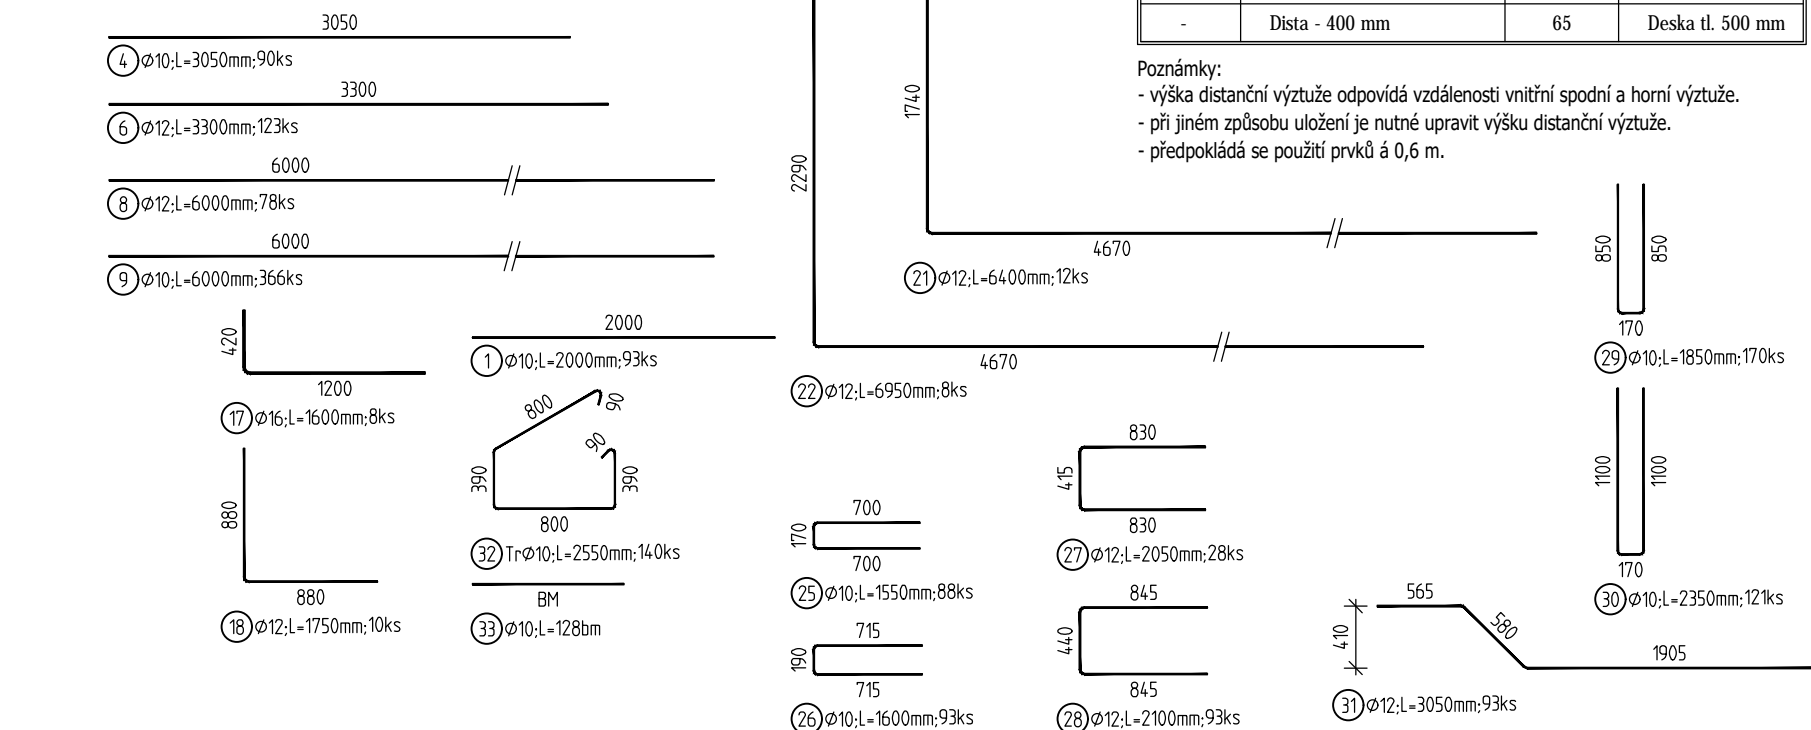 3050
4 Ø10;L=3050mm;90ks
3300
6 Ø12;L=3300mm;123ks
6000
8 Ø12;L=6000mm;78ks
6000
9 Ø10;L=6000mm;366ks
420
1200
17 Ø16;L=1600mm;8ks
880
880
18 Ø12;L=1750mm;10ks
2000
1 Ø10;L=2000mm;93ks
800
90
90
390
390
800
32 TrØ10;L=2550mm;140ks
BM
33 Ø10;L=128bm
2290
4670
22 Ø12;L=6950mm;8ks
1740
4670
21 Ø12;L=6400mm;12ks
700
170
700
25 Ø10;L=1550mm;88ks
715
190
715
26 Ø10;L=1600mm;93ks
830
415
830
27 Ø12;L=2050mm;28ks
845
440
845
28 Ø12;L=2100mm;93ks
- Dista - 400 mm 65 Deska tl. 500 mm
Poznámky:
- výška distanční výztuže odpovídá vzdálenosti vnitřní spodní a horní výztuže.
- při jiném způsobu uložení je nutné upravit výšku distanční výztuže.
- předpokládá se použití prvků á 0,6 m.
850
850
170
29 Ø10;L=1850mm;170ks
1100
1100
170
30 Ø10;L=2350mm;121ks
565
410
580
1905
31 Ø12;L=3050mm;93ks